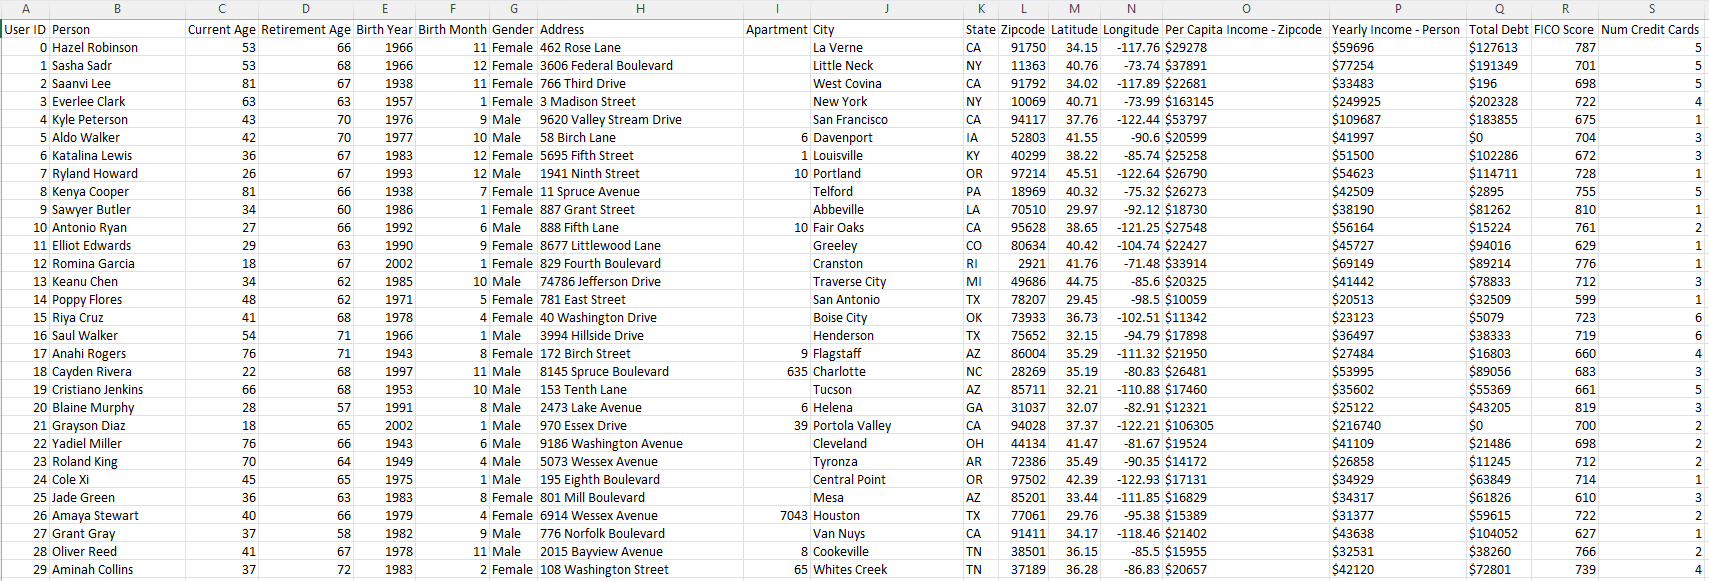 A B C D E F G H I J K L M N O P Q R S
User ID Person Current Age Retirement Age Birth Year Birth Month Gender Address Apartment City State Zipcode Latitude Longitude Per Capita Income - Zipcode Yearly Income - Person Total Debt FICO Score Num Credit Cards
0 Hazel Robinson 53 66 1966 11 Female 462 Rose Lane La Verne CA 91750 34.15 -117.76 $29278 $59696 $127613 787 5
1 Sasha Sadr 53 68 1966 12 Female 3606 Federal Boulevard Little Neck NY 11363 40.76 -73.74 $37891 $77254 $191349 701 5
2 Saanvi Lee 81 67 1938 11 Female 766 Third Drive West Covina CA 91792 34.02 -117.89 $22681 $33483 $196 698 5
3 Everlee Clark 63 63 1957 1 Female 3 Madison Street New York NY 10069 40.71 -73.99 $163145 $249925 $202328 722 4
4 Kyle Peterson 43 70 1976 9 Male 9620 Valley Stream Drive San Francisco CA 94117 37.76 -122.44 $53797 $109687 $183855 675 1
5 Aldo Walker 42 70 1977 10 Male 58 Birch Lane 6 Davenport IA 52803 41.55 -90.6 $20599 $41997 $0 704 3
6 Katalina Lewis 36 67 1983 12 Female 5695 Fifth Street 1 Louisville KY 40299 38.22 -85.74 $25258 $51500 $102286 672 3
7 Ryland Howard 26 67 1993 12 Male 1941 Ninth Street 10 Portland OR 97214 45.51 -122.64 $26790 $54623 $114711 728 1
8 Kenya Cooper 81 66 1938 7 Female 11 Spruce Avenue Telford PA 18969 40.32 -75.32 $26273 $42509 $2895 755 5
9 Sawyer Butler 34 60 1986 1 Female 887 Grant Street Abbeville LA 70510 29.97 -92.12 $18730 $38190 $81262 810 1
10 Antonio Ryan 27 66 1992 6 Male 888 Fifth Lane 10 Fair Oaks CA 95628 38.65 -121.25 $27548 $56164 $15224 761 2
11 Elliot Edwards 29 63 1990 9 Female 8677 Littlewood Lane Greeley CO 80634 40.42 -104.74 $22427 $45727 $94016 629 1
12 Romina Garcia 18 67 2002 1 Female 829 Fourth Boulevard Cranston RI 2921 41.76 -71.48 $33914 $69149 $89214 776 1
13 Keanu Chen 34 62 1985 10 Male 74786 Jefferson Drive Traverse City MI 49686 44.75 -85.6 $20325 $41442 $78833 712 3
14 Poppy Flores 48 62 1971 5 Female 781 East Street San Antonio TX 78207 29.45 -98.5 $10059 $20513 $32509 599 1
15 Riya Cruz 41 68 1978 4 Female 40 Washington Drive Boise City OK 73933 36.73 -102.51 $11342 $23123 $5079 723 6
16 Saul Walker 54 71 1966 1 Male 3994 Hillside Drive Henderson TX 75652 32.15 -94.79 $17898 $36497 $38333 719 6
17 Anahi Rogers 76 71 1943 8 Female 172 Birch Street 9 Flagstaff AZ 86004 35.29 -111.32 $21950 $27484 $16803 660 4
18 Cayden Rivera 22 68 1997 11 Male 8145 Spruce Boulevard 635 Charlotte NC 28269 35.19 -80.83 $26481 $53995 $89056 683 3
19 Cristiano Jenkins 66 68 1953 10 Male 153 Tenth Lane Tucson AZ 85711 32.21 -110.88 $17460 $35602 $55369 661 5
20 Blaine Murphy 28 57 1991 8 Male 2473 Lake Avenue 6 Helena GA 31037 32.07 -82.91 $12321 $25122 $43205 819 3
21 Grayson Diaz 18 65 2002 1 Male 970 Essex Drive 39 Portola Valley CA 94028 37.37 -122.21 $106305 $216740 $0 700 2
22 Yadiel Miller 76 66 1943 6 Male 9186 Washington Avenue Cleveland OH 44134 41.47 -81.67 $19524 $41109 $21486 698 2
23 Roland King 70 64 1949 4 Male 5073 Wessex Avenue Tyronza AR 72386 35.49 -90.35 $14172 $26858 $11245 712 2
24 Cole Xi 45 65 1975 1 Male 195 Eighth Boulevard Central Point OR 97502 42.39 -122.93 $17131 $34929 $63849 714 1
25 Jade Green 36 63 1983 8 Female 801 Mill Boulevard Mesa AZ 85201 33.44 -111.85 $16829 $34317 $61826 610 3
26 Amaya Stewart 40 66 1979 4 Female 6914 Wessex Avenue 7043 Houston TX 77061 29.76 -95.38 $15389 $31377 $59615 722 2
27 Grant Gray 37 58 1982 9 Male 776 Norfolk Boulevard Van Nuys CA 91411 34.17 -118.46 $21402 $43638 $104052 627 1
28 Oliver Reed 41 67 1978 11 Male 2015 Bayview Avenue 8 Cookeville TN 38501 36.15 -85.5 $15955 $32531 $38260 766 2
29 Aminah Collins 37 72 1983 2 Female 108 Washington Street 65 Whites Creek TN 37189 36.28 -86.83 $20657 $42120 $72801 739 4